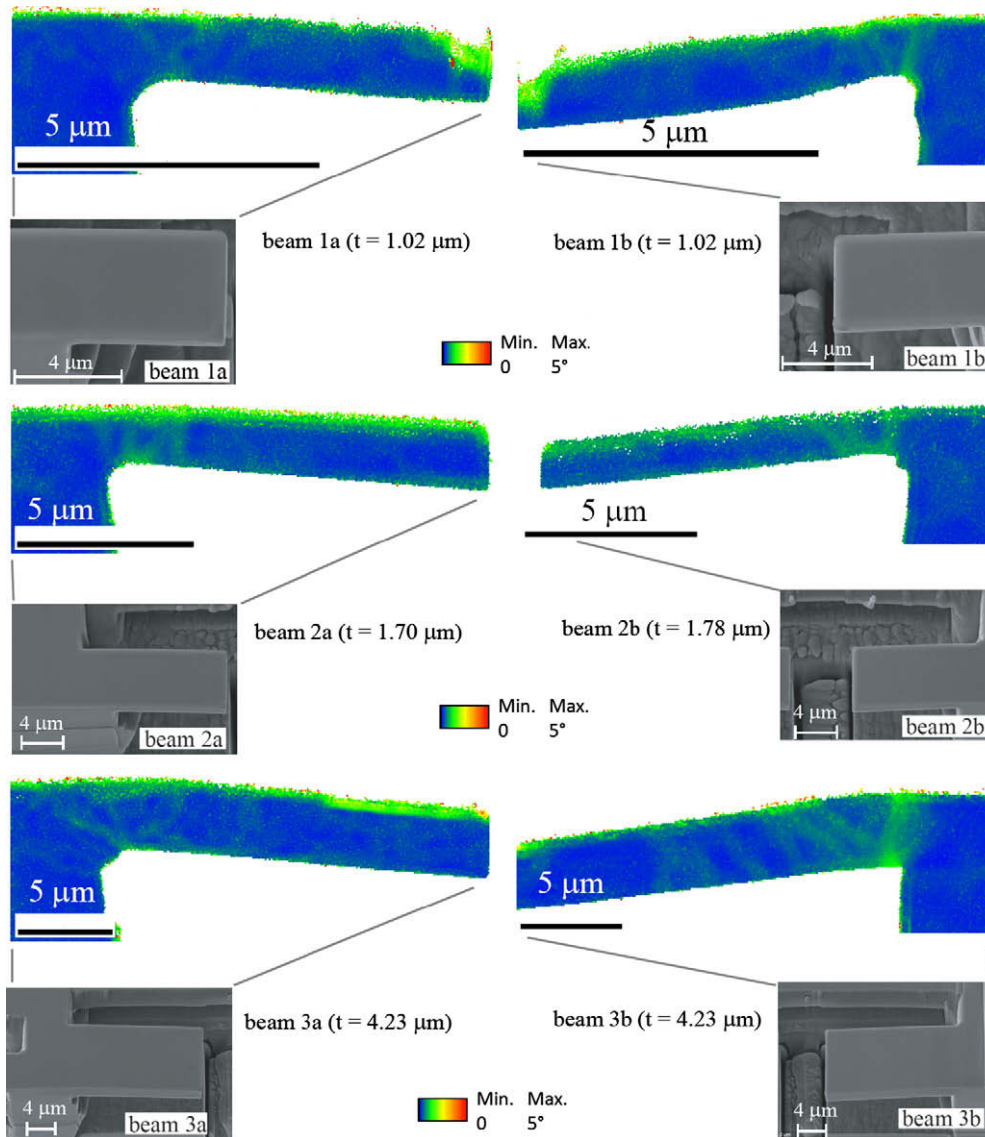 5 μm
5 μm
beam 1a (t = 1.02 μm)
beam 1b (t = 1.02 μm)
4 μm
beam 1a
Min. Max.
0 5°
4 μm
beam 1b
5 μm
5 μm
beam 2a (t = 1.70 μm)
beam 2b (t = 1.78 μm)
4 μm
beam 2a
Min. Max.
0 5°
4 μm
beam 2b
5 μm
5 μm
beam 3a (t = 4.23 μm)
beam 3b (t = 4.23 μm)
4 μm
beam 3a
Min. Max.
0 5°
4 μm
beam 3b